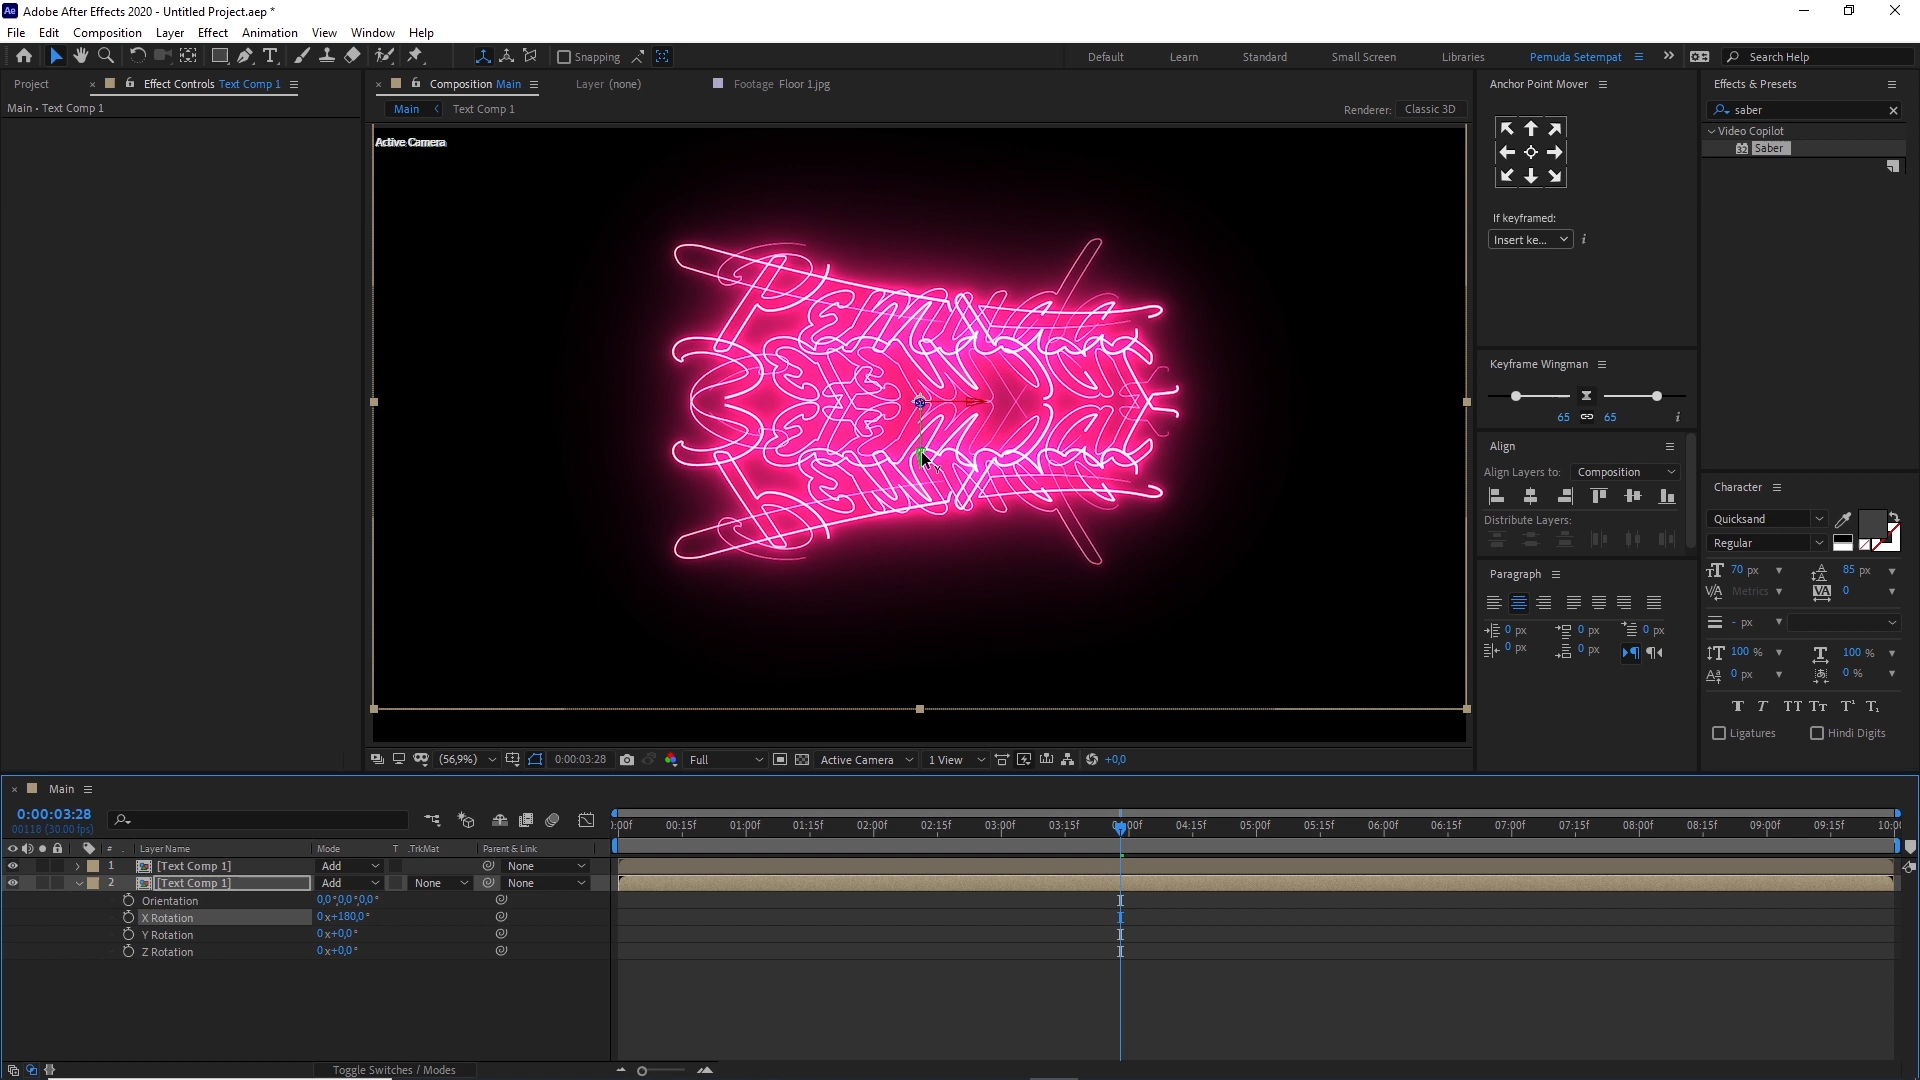 Ae Adobe After Effects 2020 - Untitled Project.aep *
File Edit Composition Layer Effect Animation View Window Help
Snapping
Default Learn Standard Small Screen Libraries Pemuda Setempat Search Help
Project × Effect Controls Text Comp 1
× Composition Main Layer (none) Footage Floor 1.jpg
Main • Text Comp 1
Main Text Comp 1
Renderer: Classic 3D
Active Camera
Anchor Point Mover
If keyframed:
Insert ke...
Keyframe Wingman
65 65
Align
Align Layers to: Composition
Distribute Layers:
Paragraph
0 px 0 px 0 px
0 px 0 px
Effects & Presets
saber
Video Copilot
32 Saber
Character
Quicksand
Regular
70 px 85 px
Metrics 0
- px
100 % 100 %
0 px 0 %
Ligatures Hindi Digits
(56,9%) 0:00:03:28 Full Active Camera 1 View +0,0
× Main
0:00:03:28
00118 (30.00 fps)
# Layer Name Mode T .TrkMat Parent & Link
1 [Text Comp 1] Add None
2 [Text Comp 1] Add None None
Orientation 0,0°,0,0°,0,0°
X Rotation 0x+180,0°
Y Rotation 0x+0,0°
Z Rotation 0x+0,0°
:00f 00:15f 01:00f 01:15f 02:00f 02:15f 03:00f 03:15f 04:00f 04:15f 05:00f 05:15f 06:00f 06:15f 07:00f 07:15f 08:00f 08:15f 09:00f 09:15f 10:0
Toggle Switches / Modes